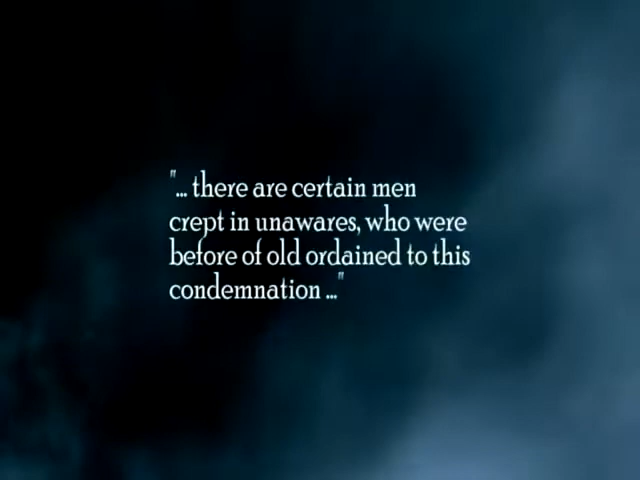 "... there are certain men
crept in unawares, who were
before of old ordained to this
condemnation ..."